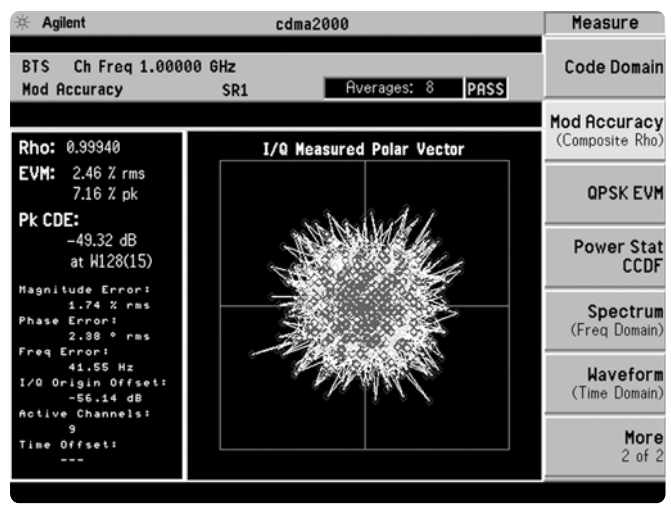 Agilent
cdma2000
Measure
BTS Ch Freq 1.00000 GHz
Mod Accuracy SR1 Averages: 8 PASS
Rho: 0.99940
EVM: 2.46 % rms
7.16 % pk
Pk CDE:
-49.32 dB
at W128(15)
Magnitude Error:
1.74 % rms
Phase Error:
2.38 ° rms
Freq Error:
41.55 Hz
I/Q Origin Offset:
-56.14 dB
Active Channels:
9
Time Offset:
---
I/Q Measured Polar Vector
Code Domain
Mod Accuracy
(Composite Rho)
QPSK EVM
Power Stat
CCDF
Spectrum
(Freq Domain)
Waveform
(Time Domain)
More
2 of 2